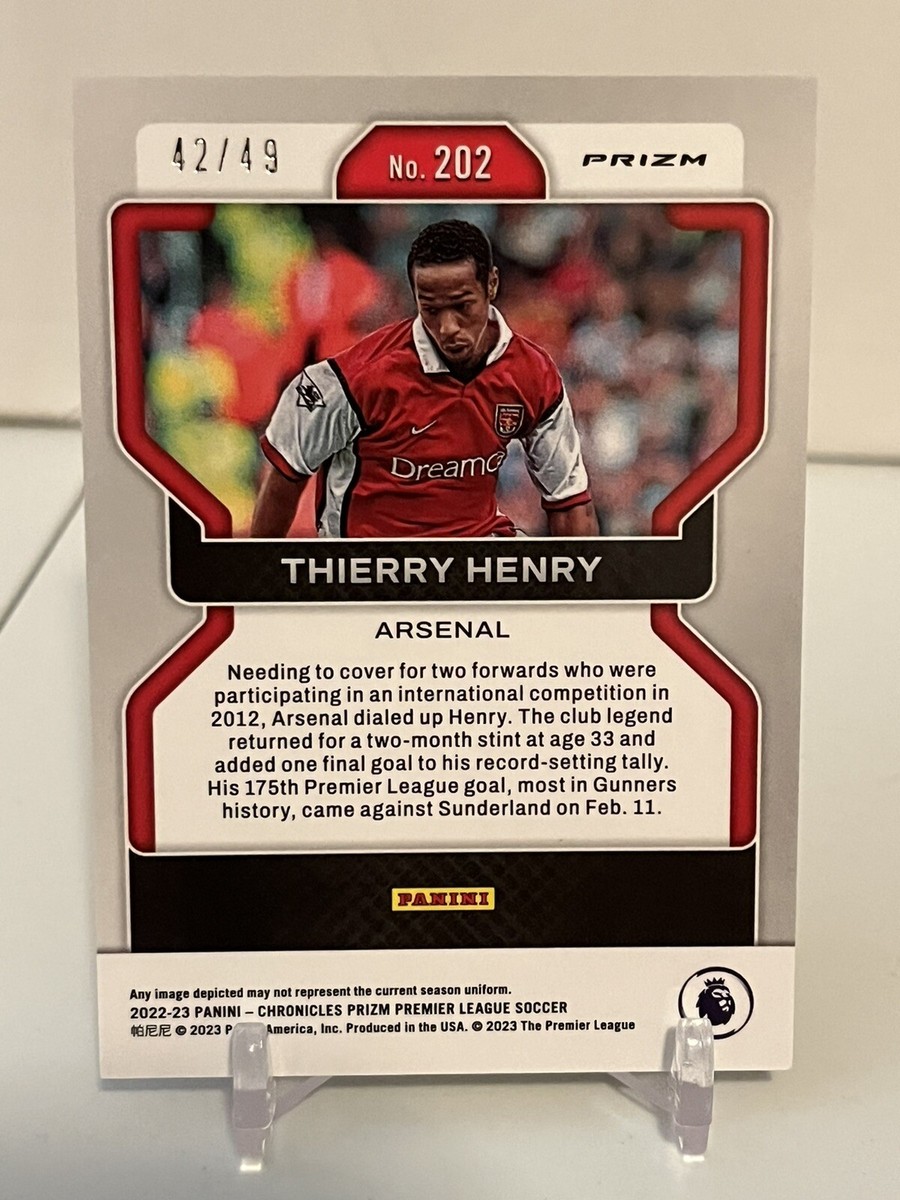 42/49
No. 202
PRIZM
Dreamc
THIERRY HENRY
ARSENAL
Needing to cover for two forwards who were
participating in an international competition in
2012, Arsenal dialed up Henry. The club legend
returned for a two-month stint at age 33 and
added one final goal to his record-setting tally.
His 175th Premier League goal, most in Gunners
history, came against Sunderland on Feb. 11.
PANINI
Any image depicted may not represent the current season uniform.
2022-23 PANINI – CHRONICLES PRIZM PREMIER LEAGUE SOCCER
帕尼尼 © 2023 P America, Inc. Produced in the USA. © 2023 The Premier League